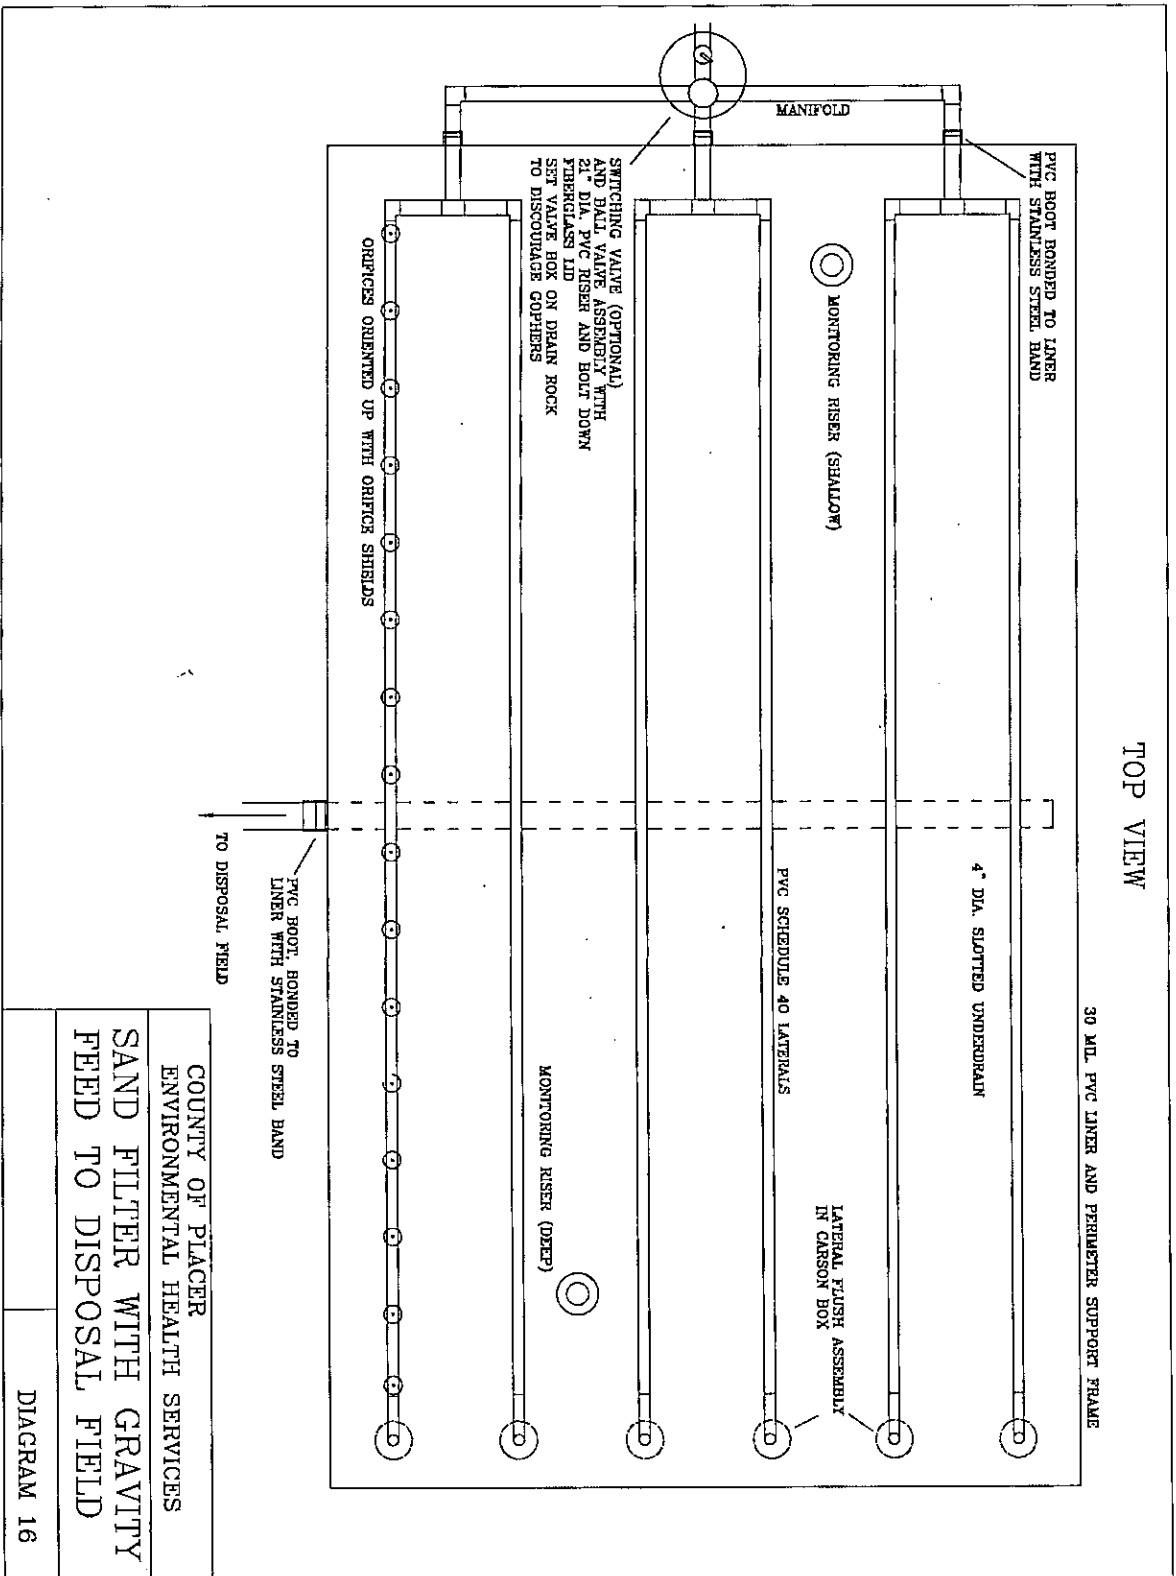 TOP VIEW
30 MIL PVC LINER AND PERIMETER SUPPORT FRAME
PVC BOOT BONDED TO LINER
WITH STAINLESS STEEL BAND
4" DIA. SLOTTED UNDERDRAIN
MANIFOLD
MONITORING RISER (SHALLOW)
LATERAL FLUSH ASSEMBLY
IN CARSON BOX
PVC SCHEDULE 40 LATERALS
SWITCHING VALVE (OPTIONAL)
AND BALL VALVE ASSEMBLY WITH
21" DIA. PVC RISER AND BOLT DOWN
FIBERGLASS LID
SET VALVE BOX ON DRAIN ROCK
TO DISCOURAGE GOPHERS
MONITORING RISER (DEEP)
ORIFICES ORIENTED UP WITH ORIFICE SHIELDS
PVC BOOT, BONDED TO
LINER WITH STAINLESS STEEL BAND
TO DISPOSAL FIELD
COUNTY OF PLACER
ENVIRONMENTAL HEALTH SERVICES
SAND FILTER WITH GRAVITY
FEED TO DISPOSAL FIELD
DIAGRAM 16